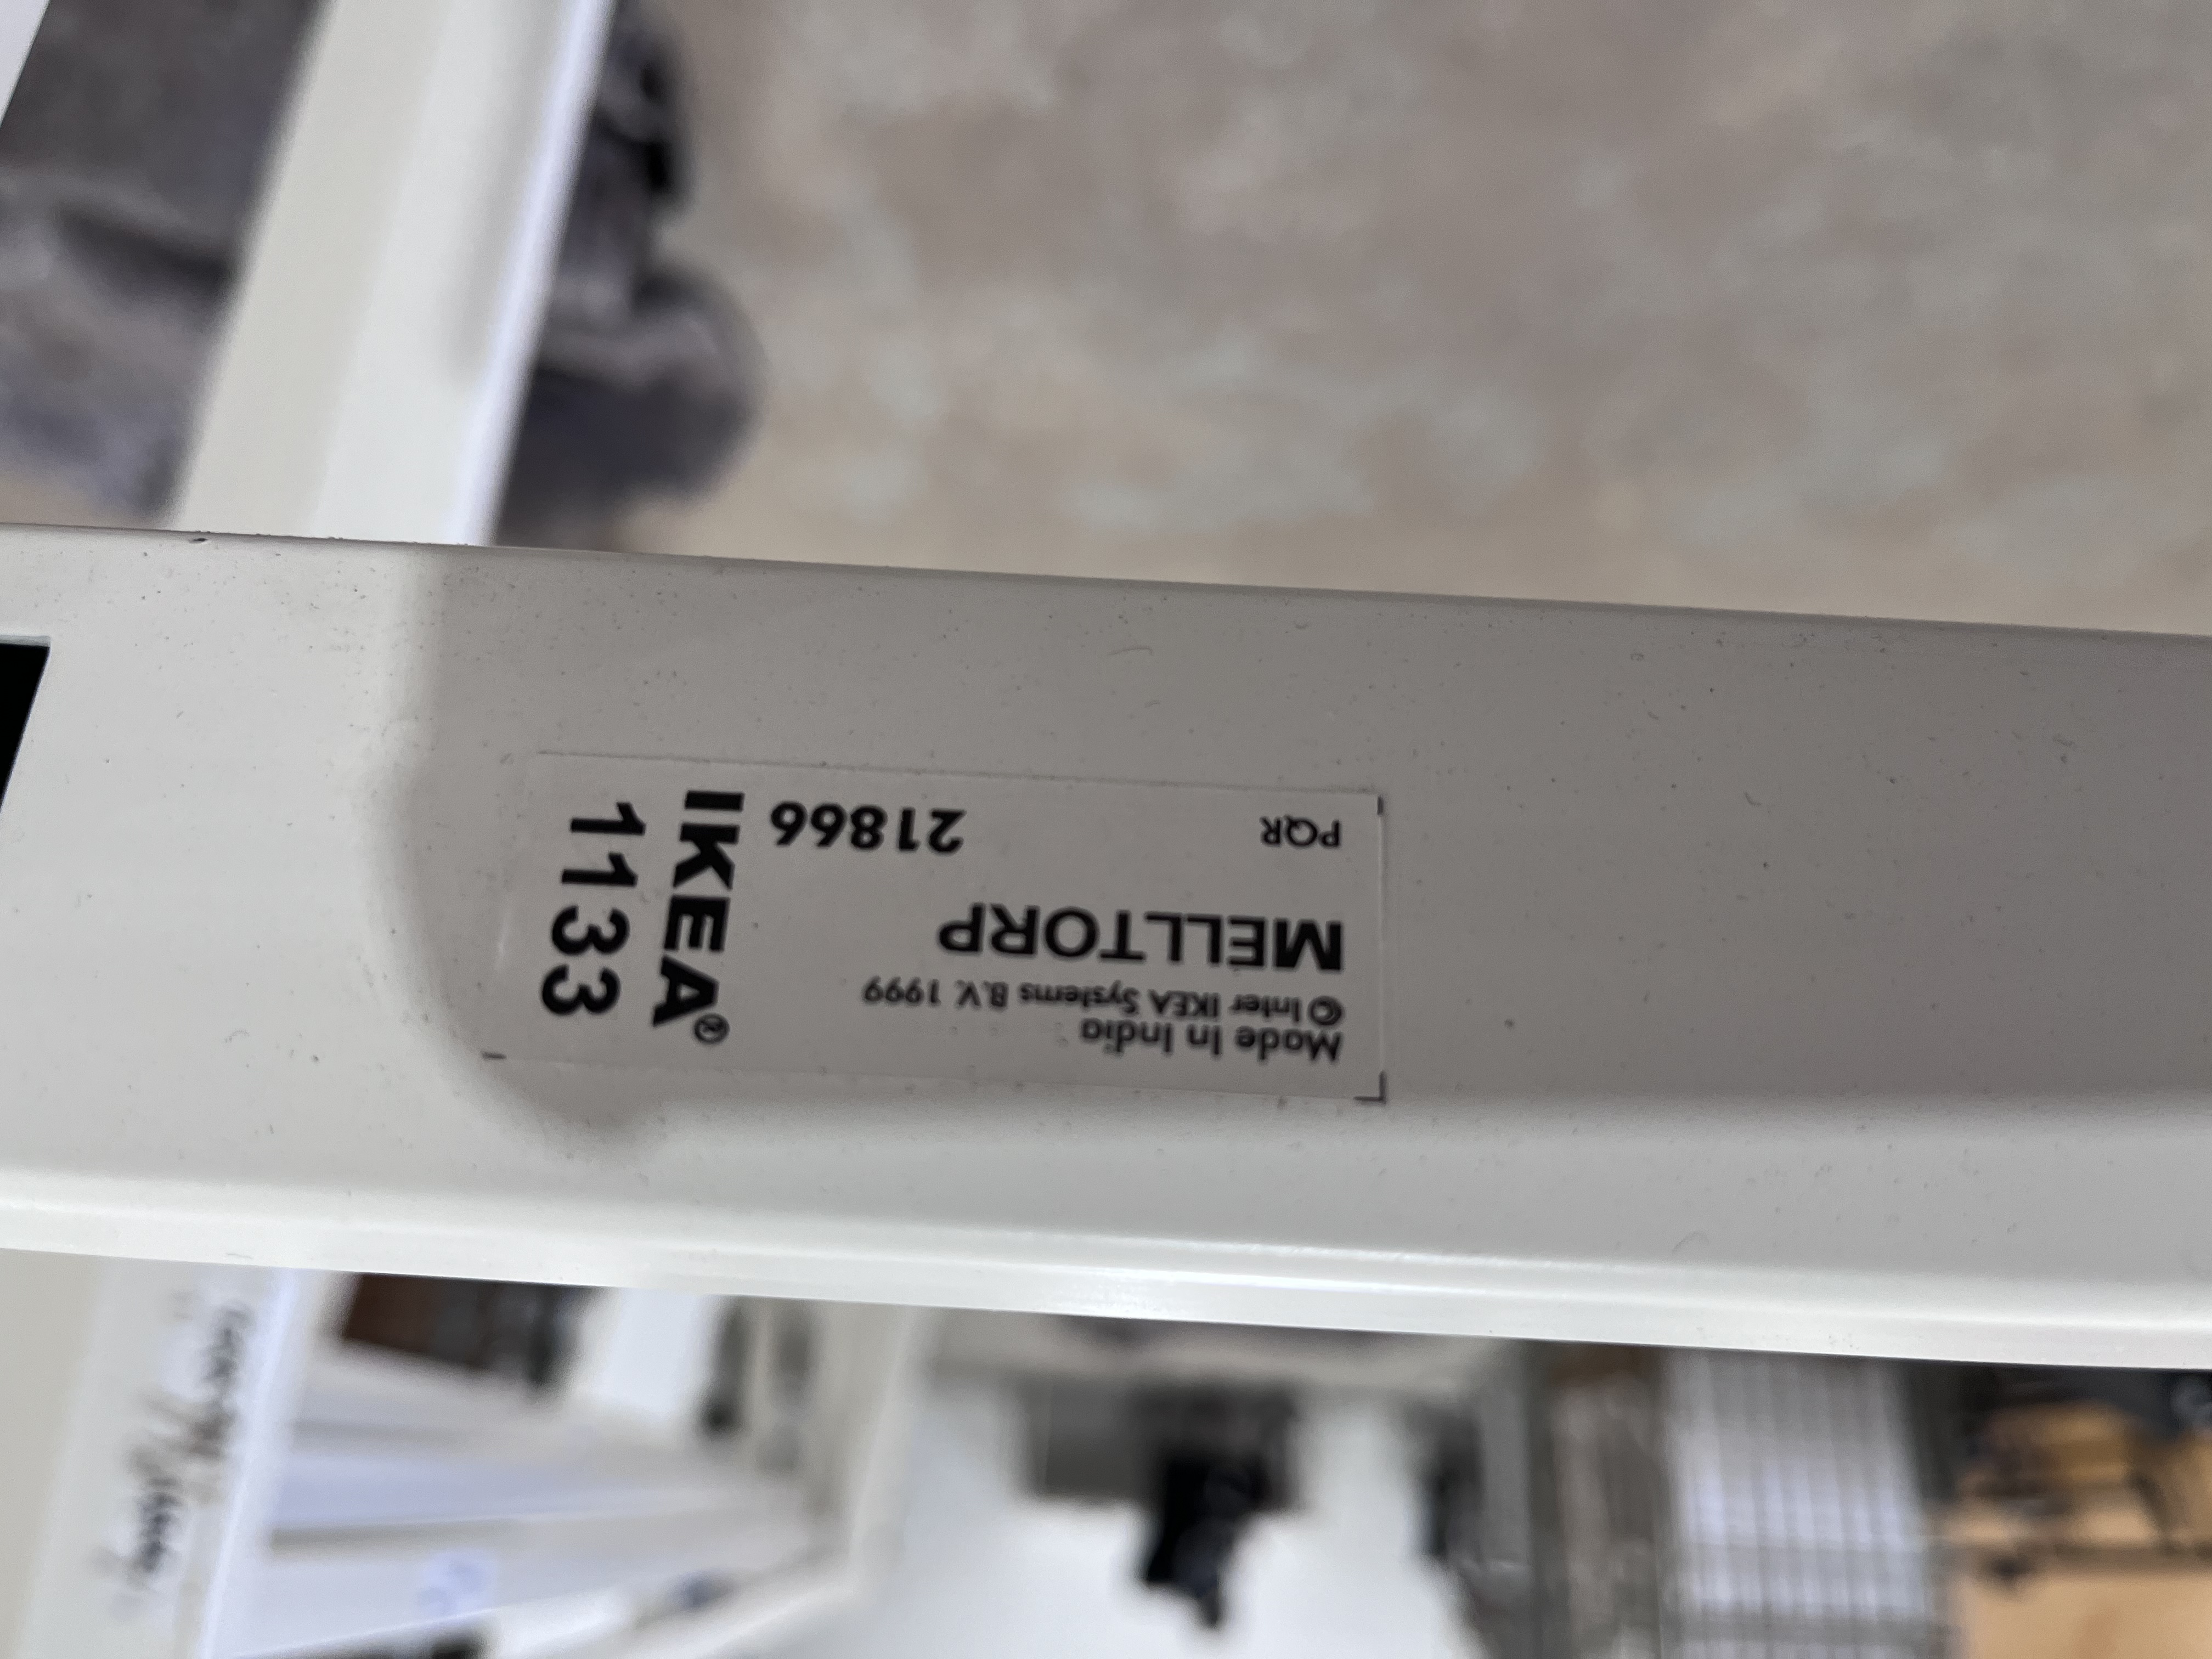 Made In India
© Inter IKEA Systems B.V. 1999
MELLTORP
PQR
21866
IKEA®
1133